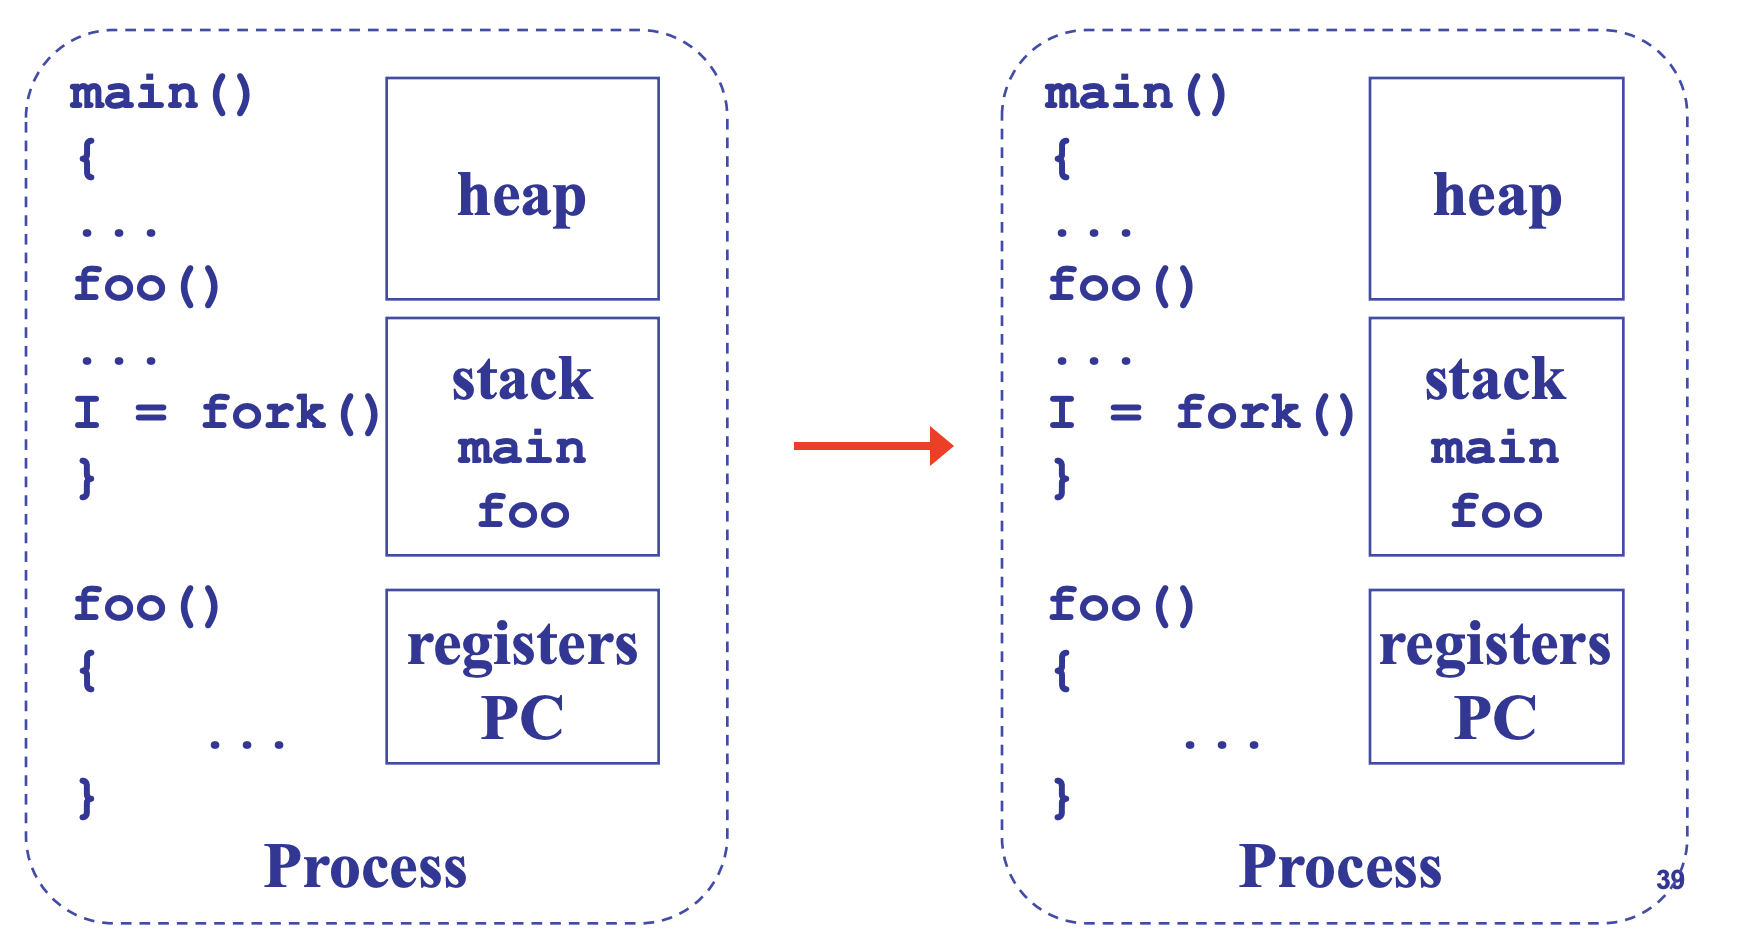 main()
{
...
foo()
...
I = fork()
}
foo()
{
...
}
heap
stack
main
foo
registers
PC
Process
main()
{
...
foo()
...
I = fork()
}
foo()
{
...
}
heap
stack
main
foo
registers
PC
Process
39